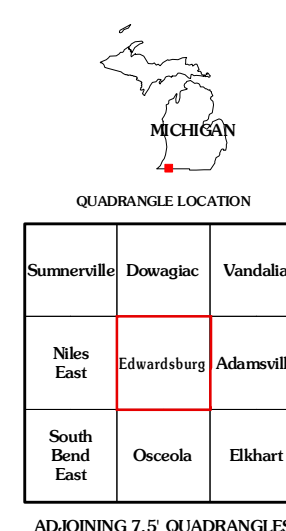 MICHIGAN
QUADRANGLE LOCATION
Sumnerville Dowagiac Vandalia
Niles East Edwardsburg Adamsvill
South Bend East Osceola Elkhart
ADJOINING 7.5' QUADRANGLES